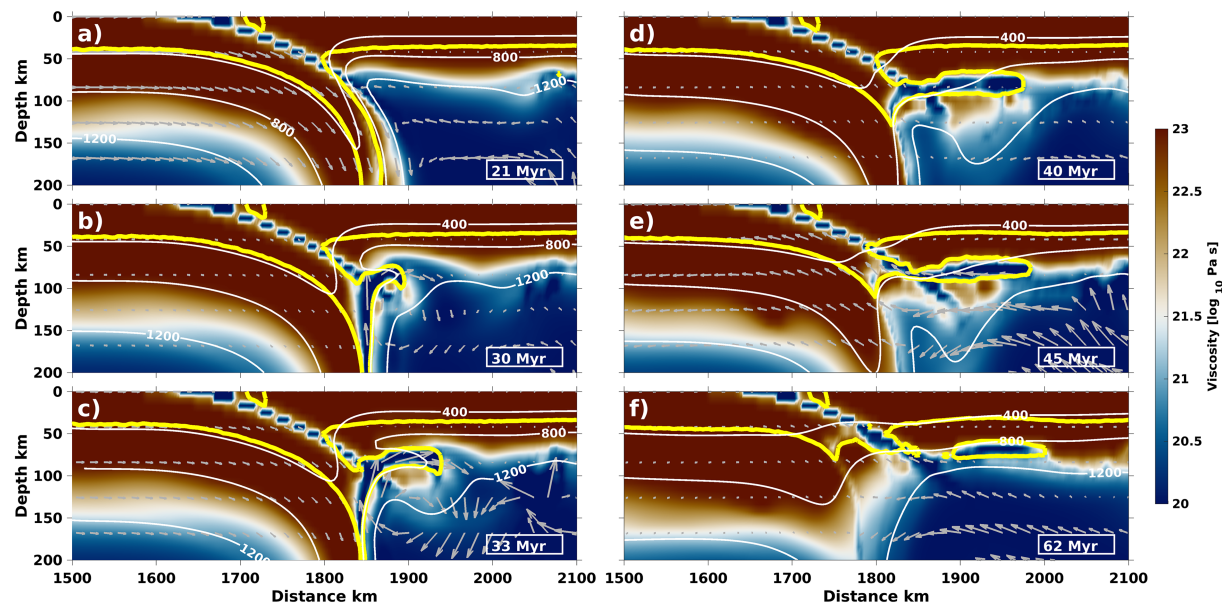 a)
0
50
100
150
200
Depth km
800
1200
800
1200
21 Myr
b)
0
50
100
150
200
Depth km
400
800
1200
1200
30 Myr
c)
0
50
100
150
200
Depth km
400
800
1200
1200
33 Myr
1500 1600 1700 1800 1900 2000 2100
Distance km
d)
400
40 Myr
e)
400
45 Myr
f)
400
800
1200
62 Myr
1500 1600 1700 1800 1900 2000 2100
Distance km
23
22.5
22
21.5
21
20.5
20
Viscosity [log 10 Pa s]